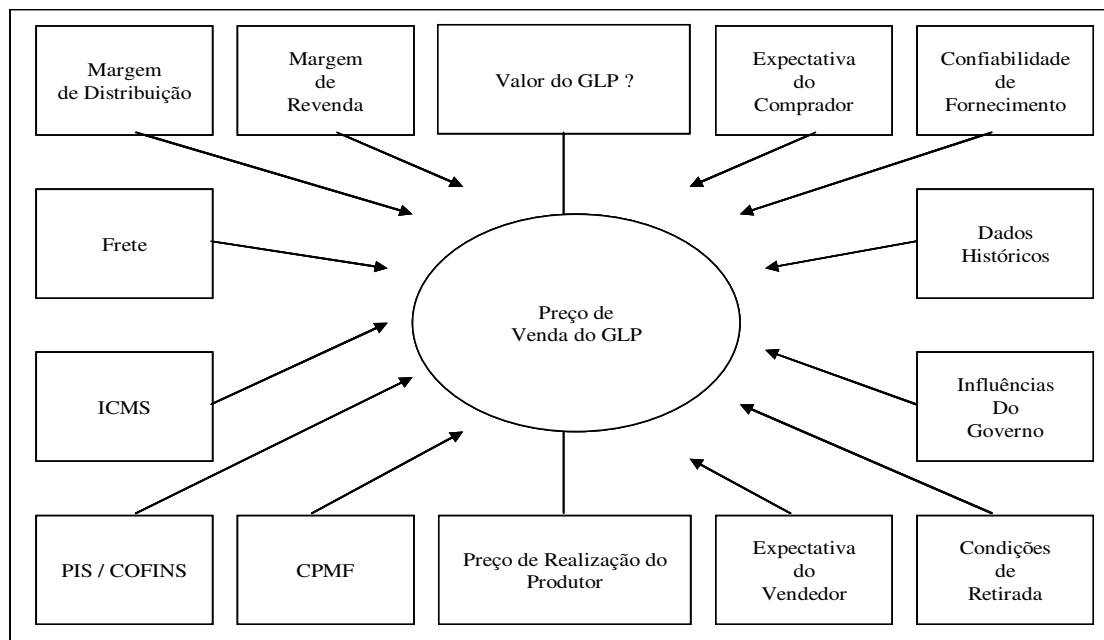 Margem
de Distribuição
Margem
de
Revenda
Valor do GLP ?
Expectativa
do
Comprador
Confiabilidade
de
Fornecimento
Frete
Dados
Históricos
Preço de
Venda do GLP
ICMS
Influências
Do
Governo
PIS / COFINS
CPMF
Preço de Realização do
Produtor
Expectativa
do
Vendedor
Condições
de
Retirada